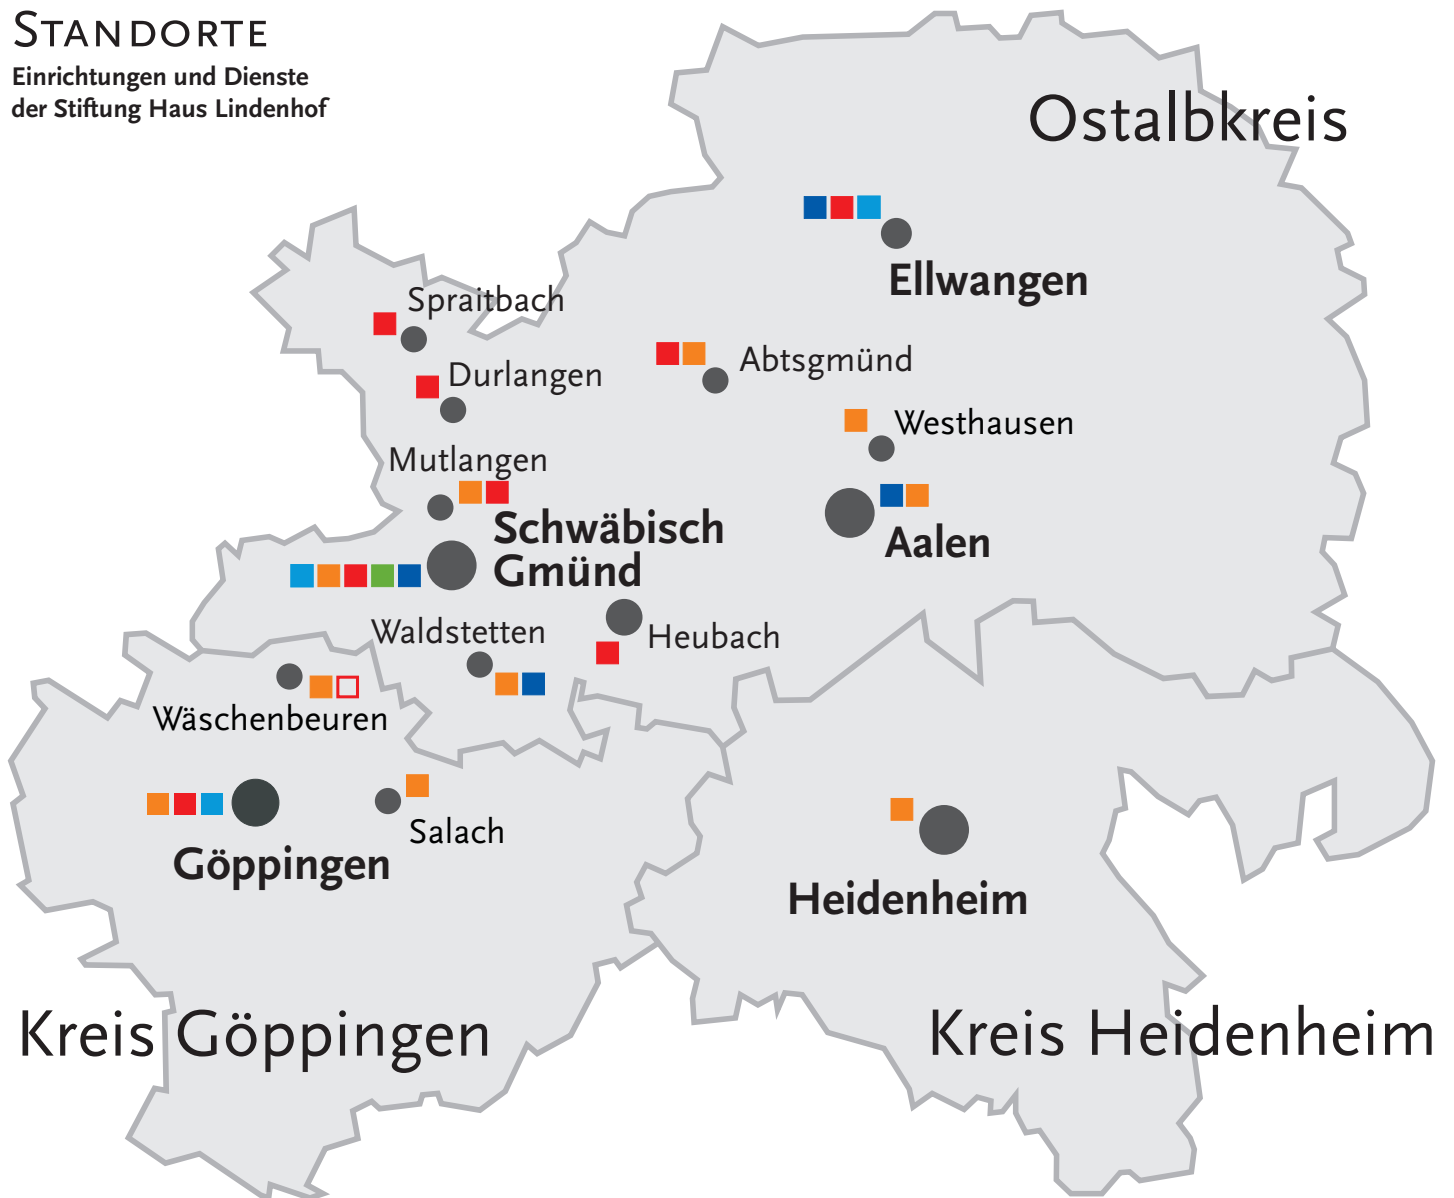 STANDORTE
Einrichtungen und Dienste
der Stiftung Haus Lindenhof
Ostalbkreis
Ellwangen
Spraitbach
Abtsgmünd
Durlangen
Westhausen
Mutlangen
Schwäbisch
Gmünd
Aalen
Waldstetten
Heubach
Wäschenbeuren
Salach
Göppingen
Heidenheim
Kreis Göppingen
Kreis Heidenheim